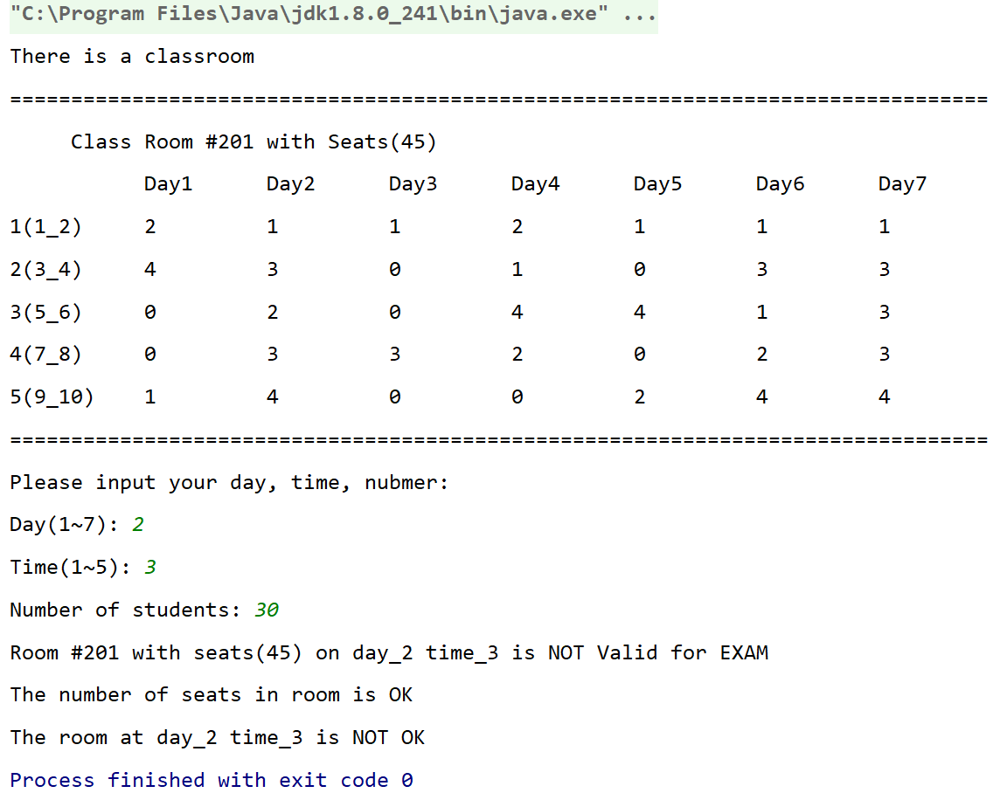 "C:\Program Files\Java\jdk1.8.0_241\bin\java.exe" ...
There is a classroom
================================================================================
Class Room #201 with Seats(45)
Day1 Day2 Day3 Day4 Day5 Day6 Day7
1(1_2) 2 1 1 2 1 1 1
2(3_4) 4 3 0 1 0 3 3
3(5_6) 0 2 0 4 4 1 3
4(7_8) 0 3 3 2 0 2 3
5(9_10) 1 4 0 0 2 4 4
================================================================================
Please input your day, time, nubmer:
Day(1~7): 2
Time(1~5): 3
Number of students: 30
Room #201 with seats(45) on day_2 time_3 is NOT Valid for EXAM
The number of seats in room is OK
The room at day_2 time_3 is NOT OK
Process finished with exit code 0